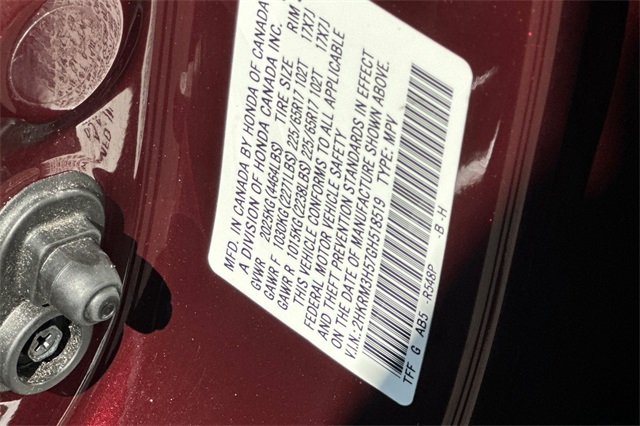 MFD. IN CANADA BY HONDA OF CANADA
A DIVISION OF HONDA CANADA INC.
GVWR 2025KG(4464LBS) TIRE SIZE RIM
GAWR F 1030KG(2271LBS) 225/65R17 102T 17X7J
GAWR R 1015KG(2238LBS) 225/65R17 102T 17X7J
THIS VEHICLE CONFORMS TO ALL APPLICABLE
FEDERAL MOTOR VEHICLE SAFETY
AND THEFT PREVENTION STANDARDS IN EFFECT
ON THE DATE OF MANUFACTURE SHOWN ABOVE.
V.I.N.: 2HKRM3H57GH518519 TYPE: MPV
TFF G AB5 -R548P -B -H